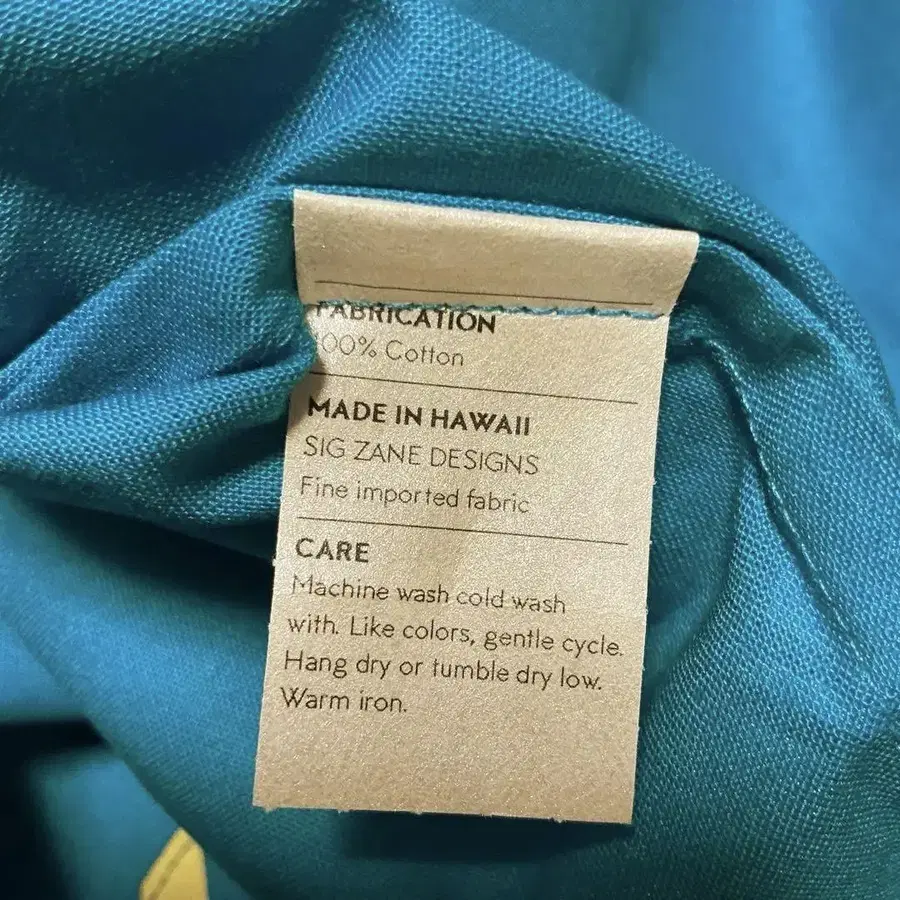 FABRICATION
100% Cotton
MADE IN HAWAII
SIG ZANE DESIGNS
Fine imported fabric
CARE
Machine wash cold wash
with. Like colors, gentle cycle.
Hang dry or tumble dry low.
Warm iron.